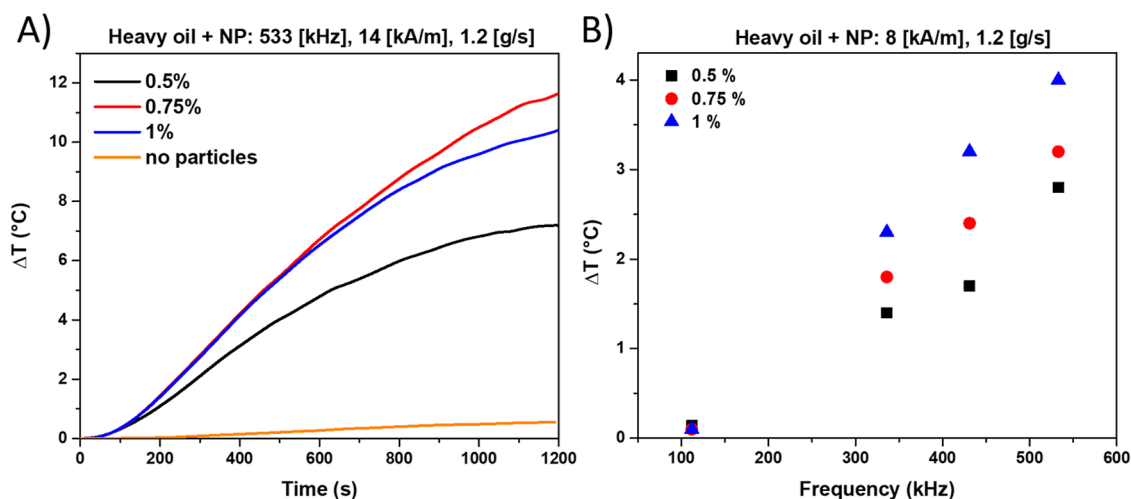 A)
Heavy oil + NP: 533 [kHz], 14 [kA/m], 1.2 [g/s]
0.5%
0.75%
1%
no particles
12
10
8
6
4
2
0
0 200 400 600 800 1000 1200
ΔT (°C)
Time (s)
B)
Heavy oil + NP: 8 [kA/m], 1.2 [g/s]
0.5 %
0.75 %
1 %
4
3
2
1
0
100 200 300 400 500 600
ΔT (°C)
Frequency (kHz)